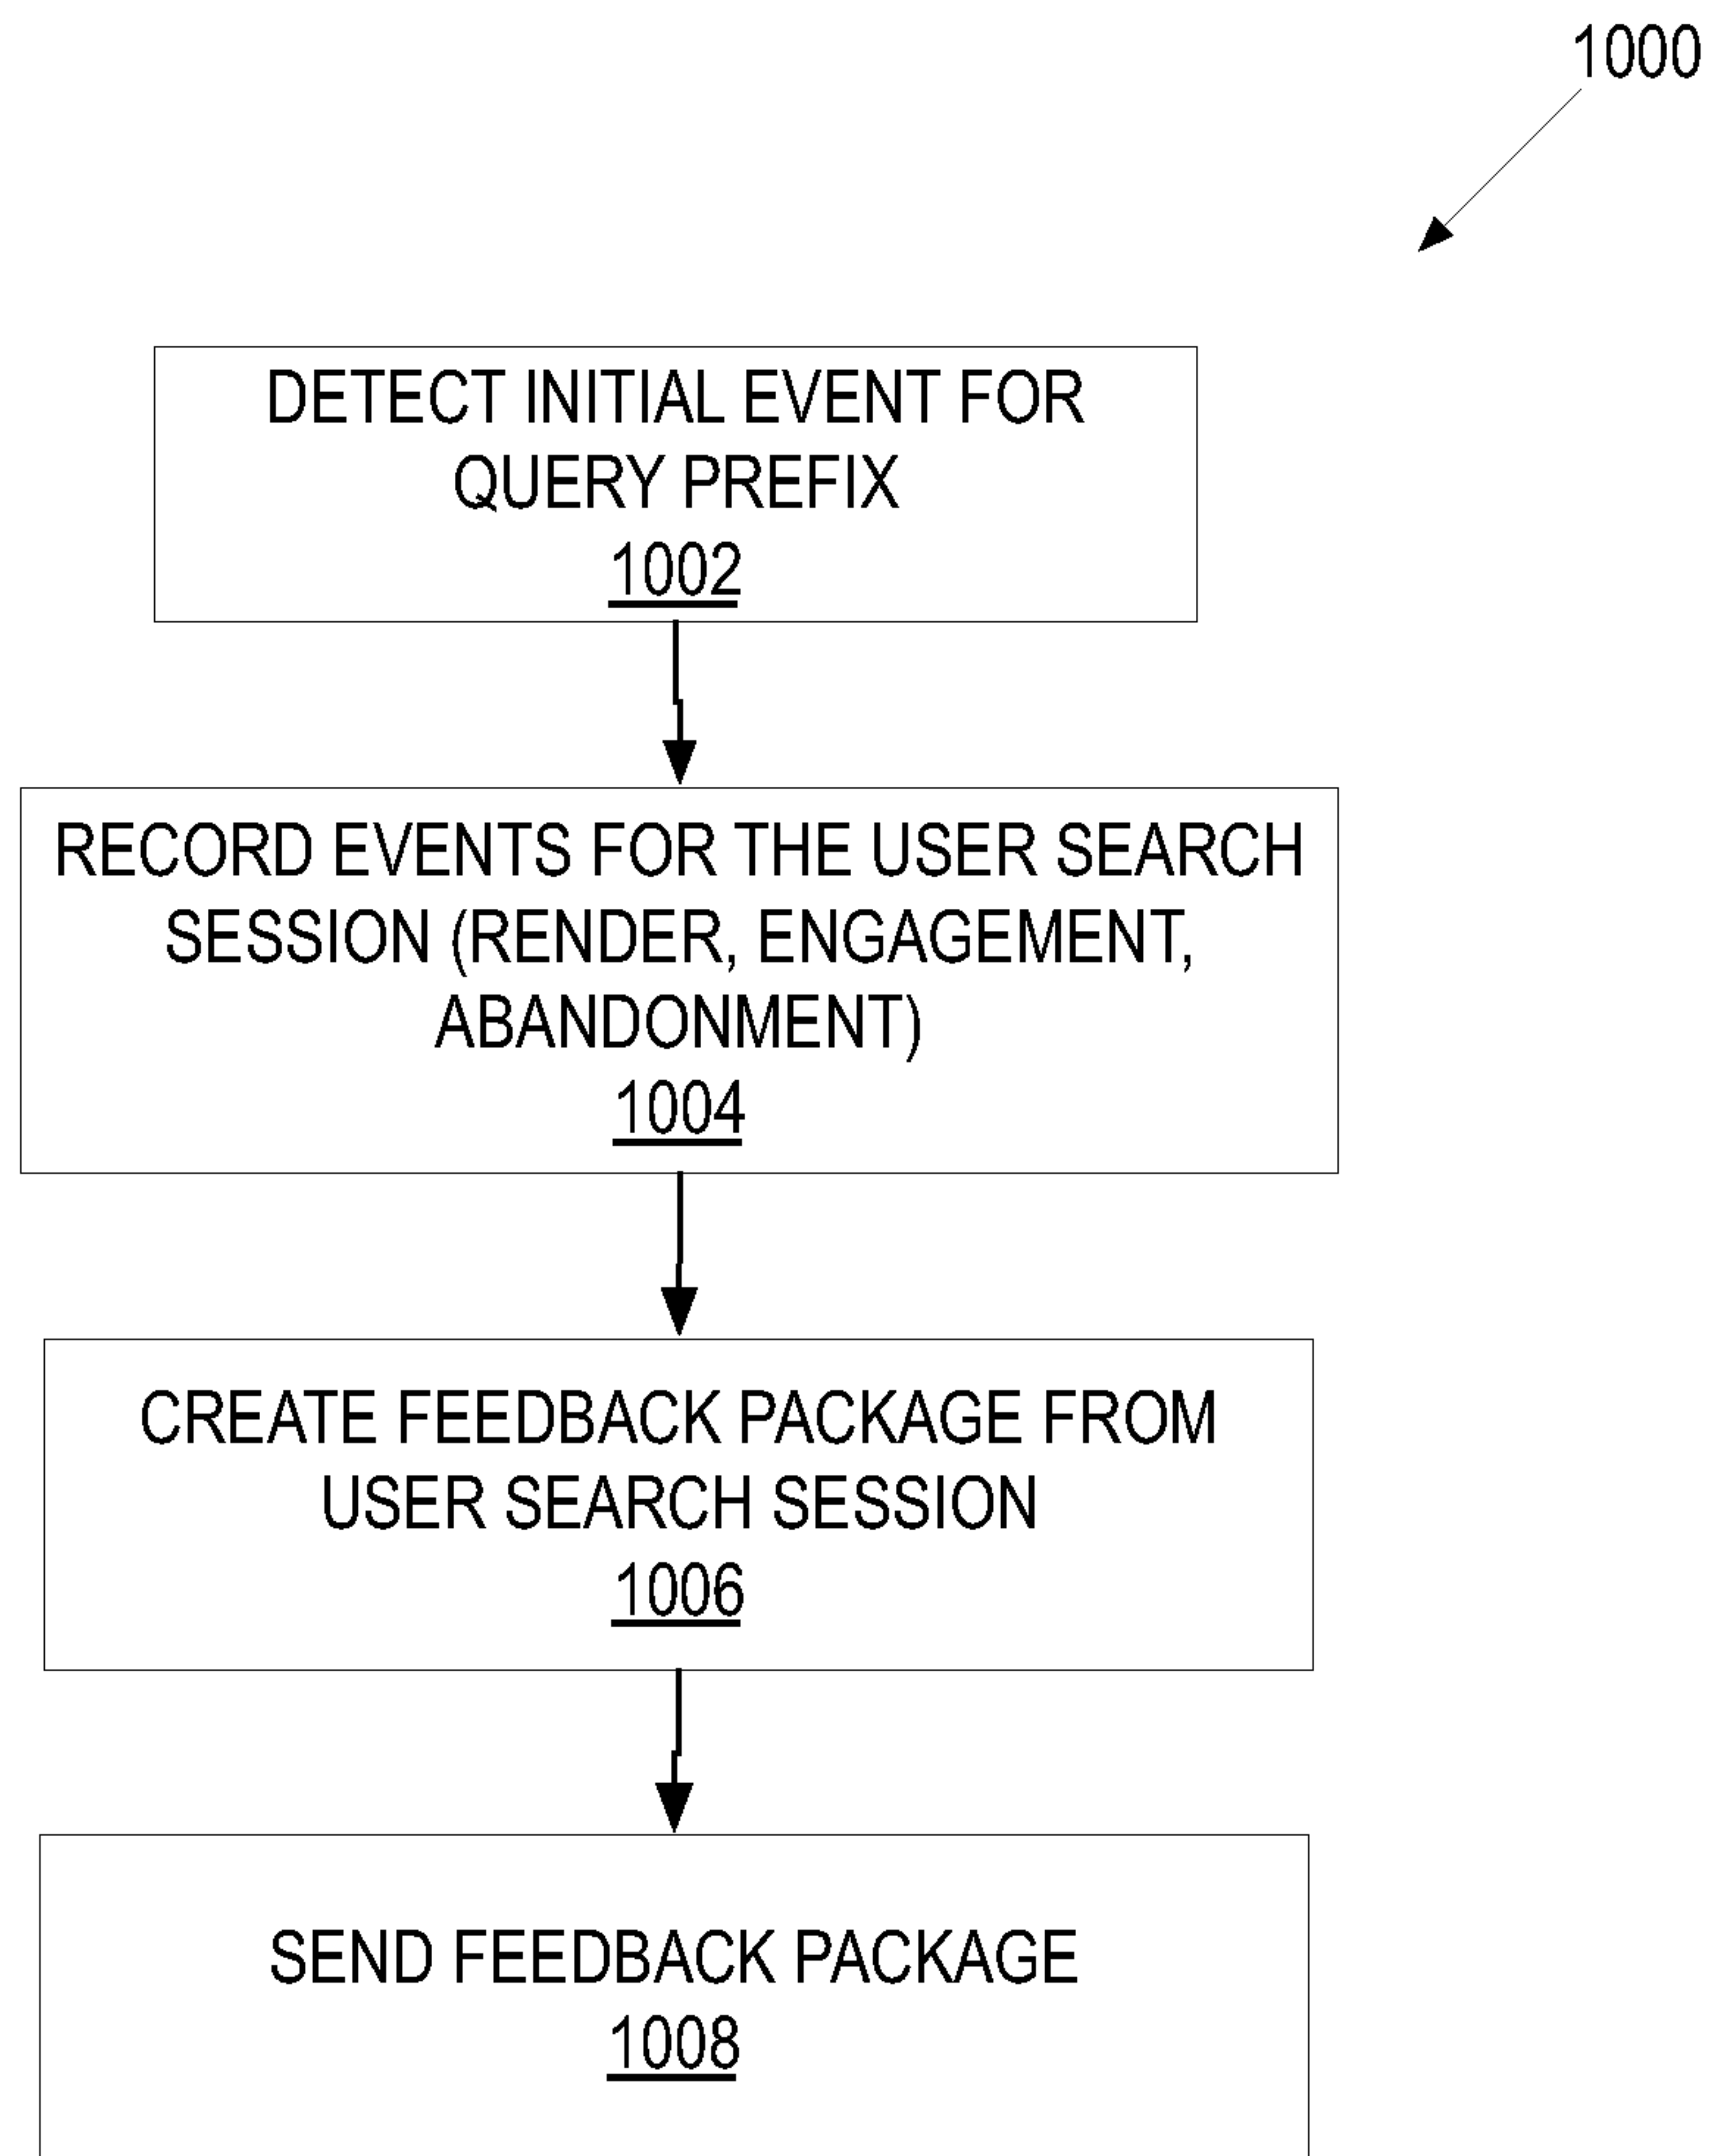 1000
DETECT INITIAL EVENT FOR
QUERY PREFIX
1002
RECORD EVENTS FOR THE USER SEARCH
SESSION (RENDER, ENGAGEMENT,
ABANDONMENT)
1004
CREATE FEEDBACK PACKAGE FROM
USER SEARCH SESSION
1006
SEND FEEDBACK PACKAGE
1008